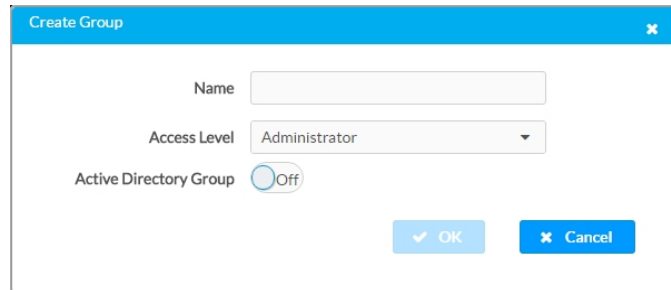 Create Group
Name
Access Level Administrator
Active Directory Group Off
OK Cancel